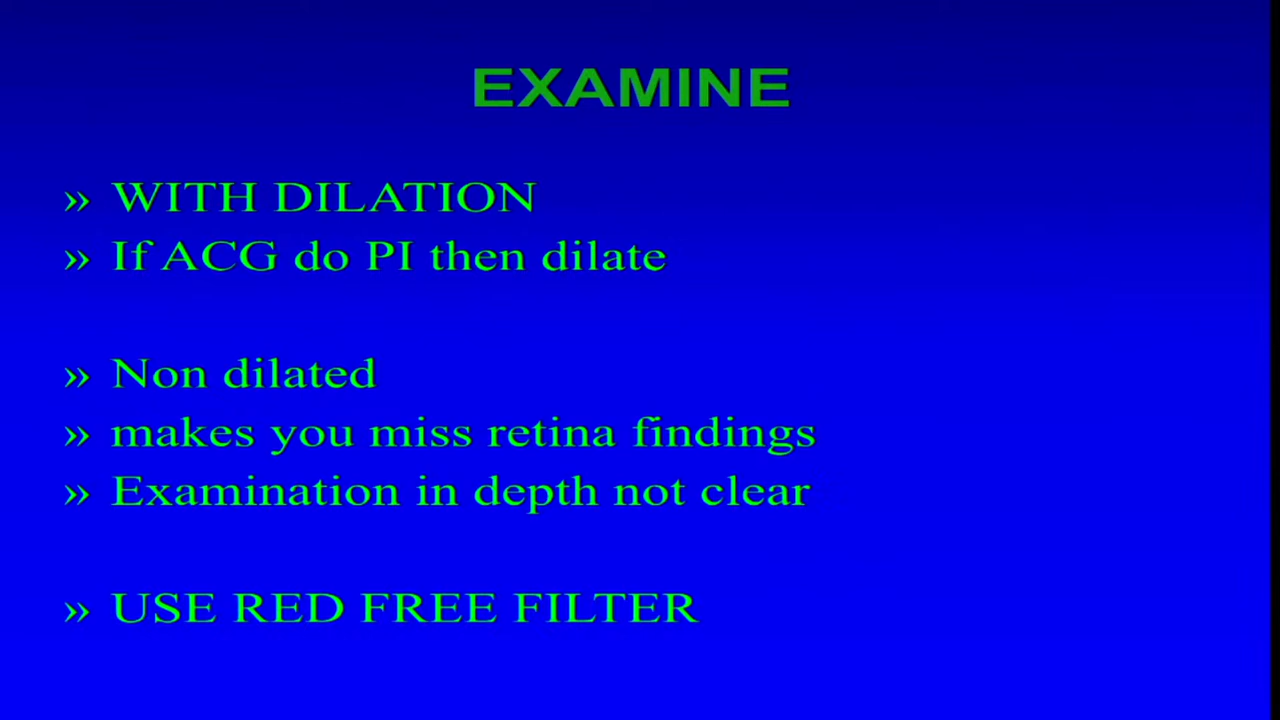 EXAMINE
» WITH DILATION
» If ACG do PI then dilate
» Non dilated
» makes you miss retina findings
» Examination in depth not clear
» USE RED FREE FILTER